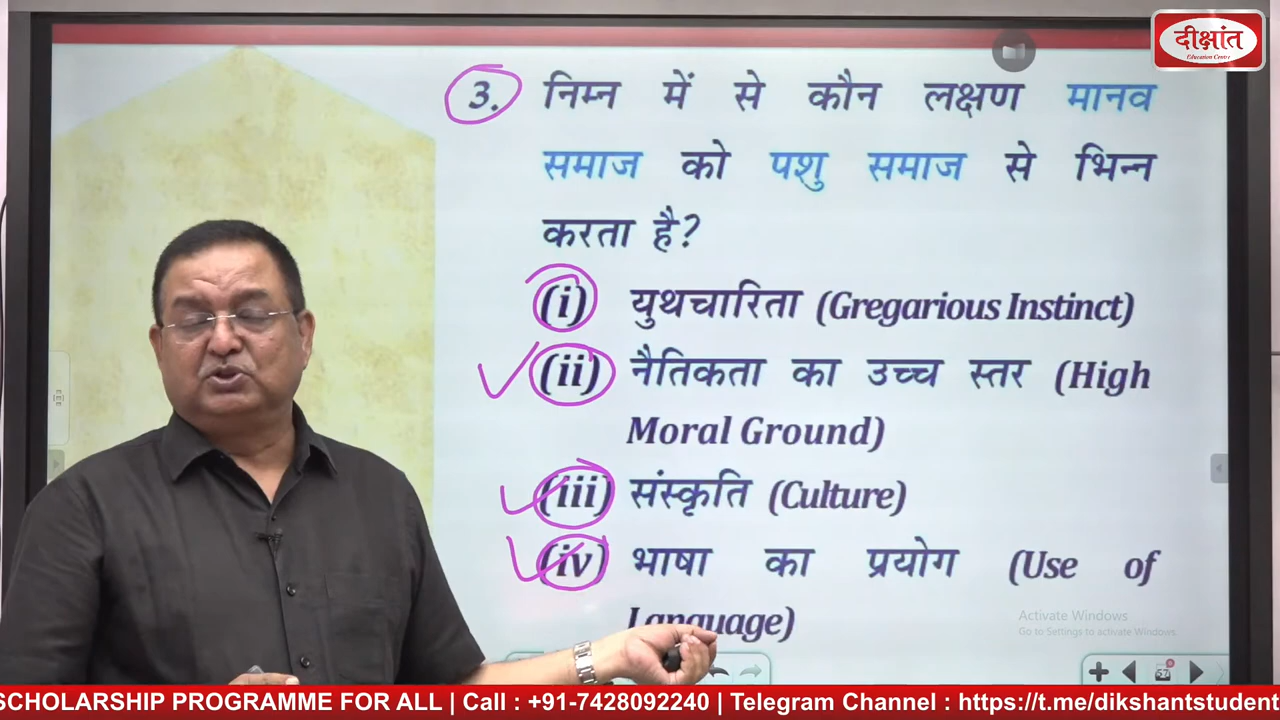 दीक्षांत
Education Centre
3. निम्न में से कौन लक्षण मानव
समाज को पशु समाज से भिन्न
करता है?
(i) युथचारिता (Gregarious Instinct)
(ii) नैतिकता का उच्च स्तर (High
Moral Ground)
(iii) संस्कृति (Culture)
(iv) भाषा का प्रयोग (Use of
Language)
Activate Windows
Go to Settings to activate Windows.
SCHOLARSHIP PROGRAMME FOR ALL | Call : +91-7428092240 | Telegram Channel : https://t.me/dikshantstudent